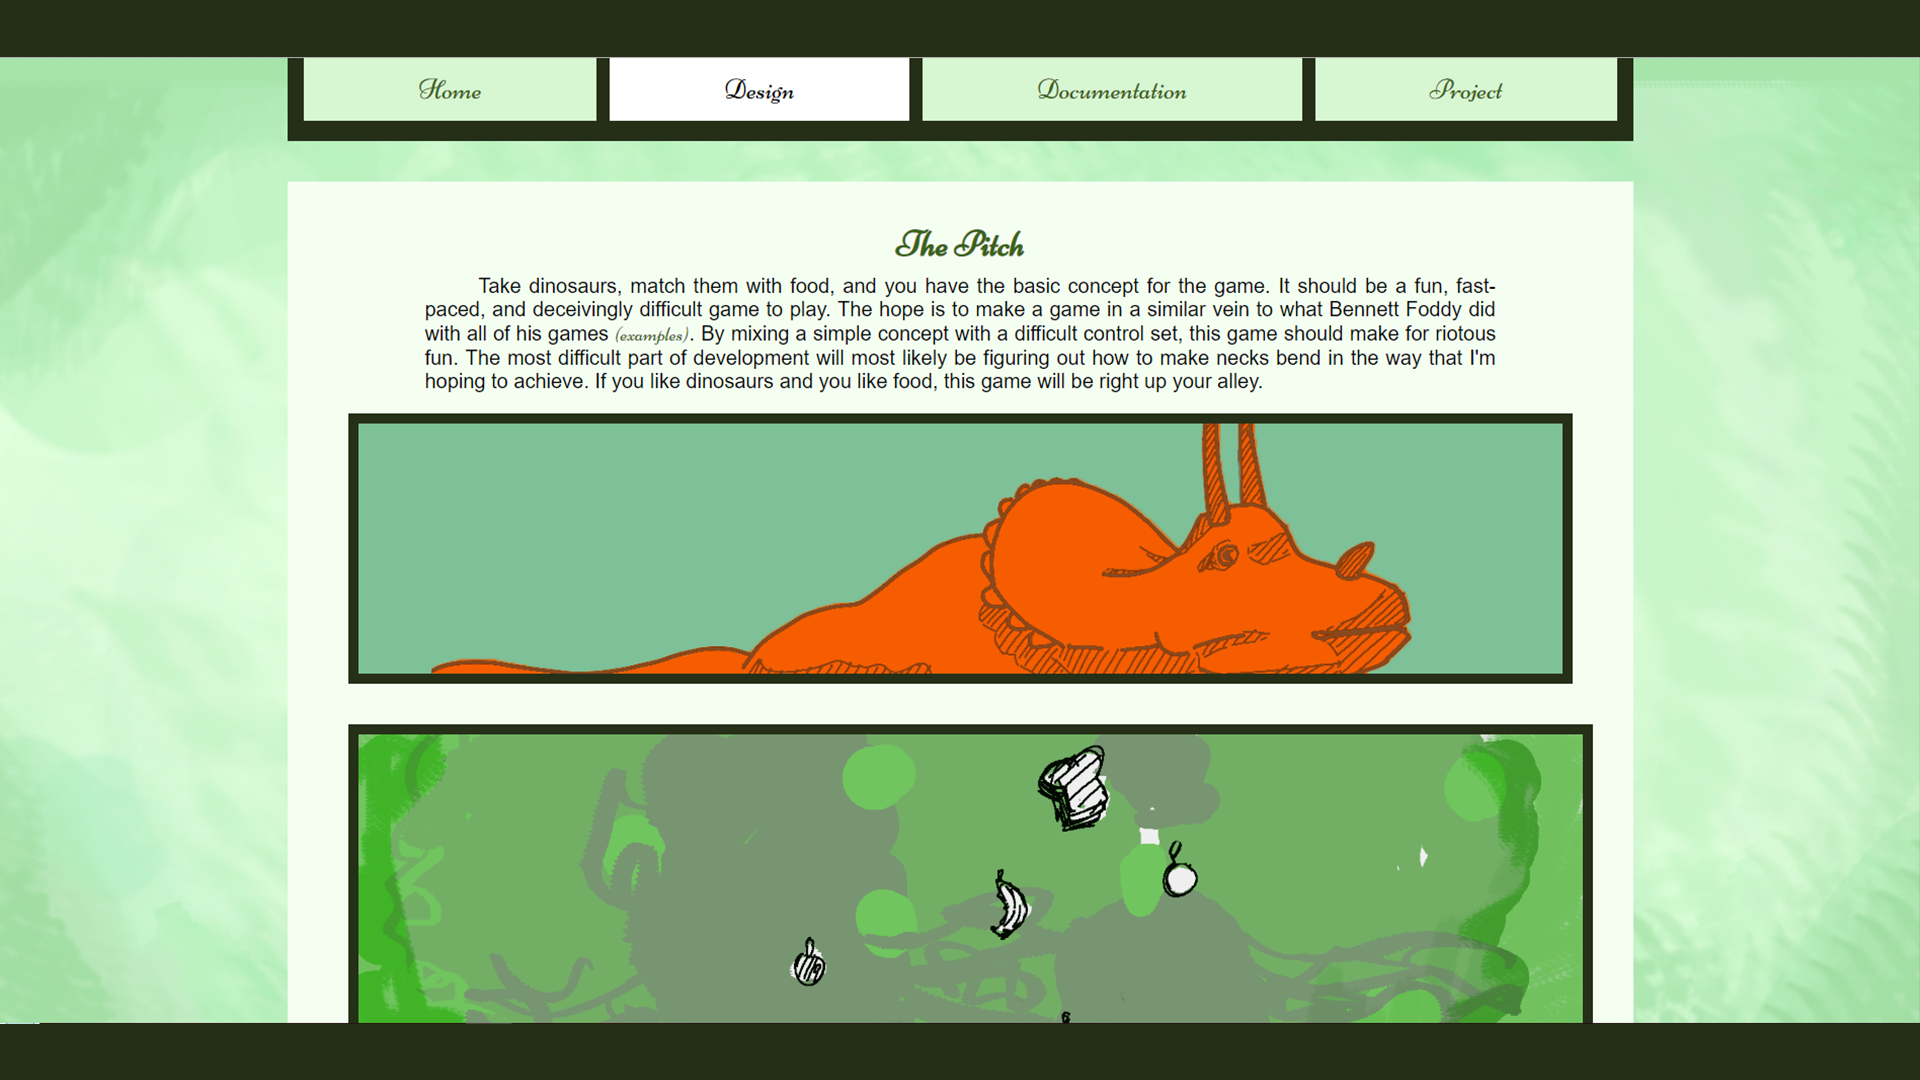 Home Design Documentation Project
The Pitch
Take dinosaurs, match them with food, and you have the basic concept for the game. It should be a fun, fast-
paced, and deceivingly difficult game to play. The hope is to make a game in a similar vein to what Bennett Foddy did
with all of his games (examples). By mixing a simple concept with a difficult control set, this game should make for riotous
fun. The most difficult part of development will most likely be figuring out how to make necks bend in the way that I'm
hoping to achieve. If you like dinosaurs and you like food, this game will be right up your alley.